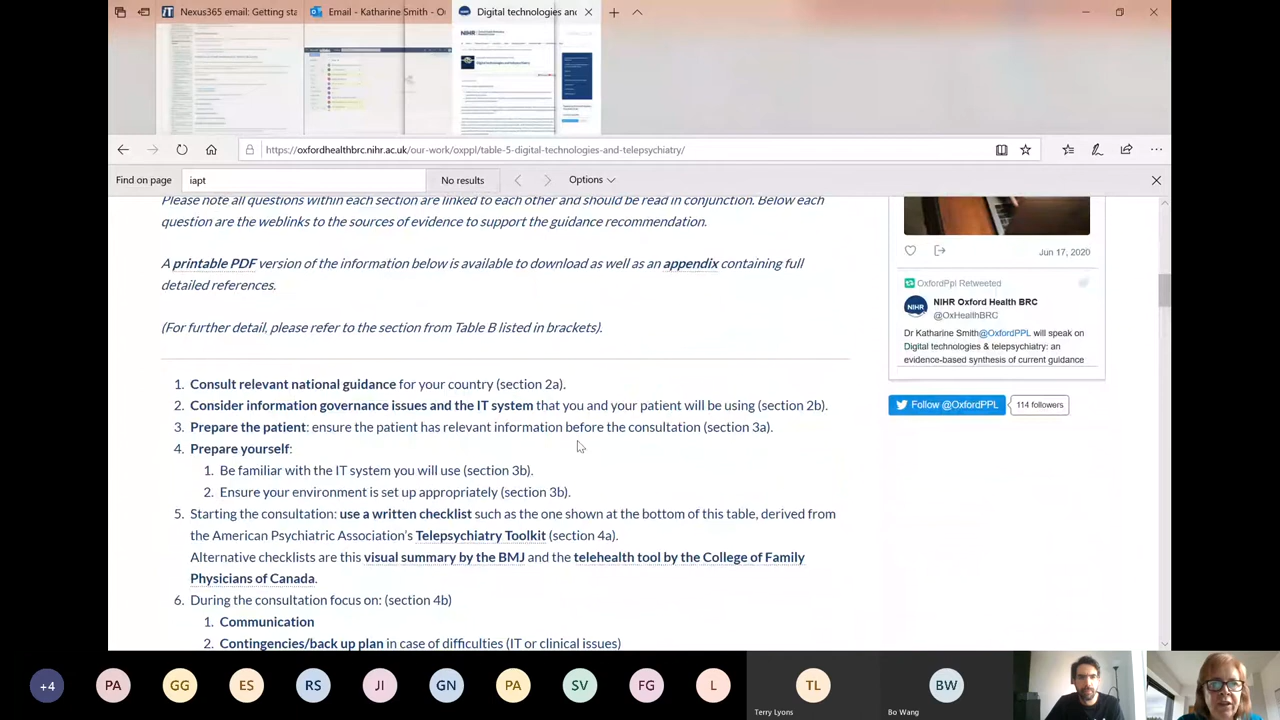 Nexus365 email: Getting sta
Email - Katharine Smith - O
Digital technologies and
https://oxfordhealthbrc.nihr.ac.uk/our-work/oxppl/table-5-digital-technologies-and-telepsychiatry/
Find on page
iapt
No results
Options
Please note all questions within each section are linked to each other and should be read in conjunction. Below each
question are the weblinks to the sources of evidence to support the guidance recommendation.
A printable PDF version of the information below is available to download as well as an appendix containing full
detailed references.
(For further detail, please refer to the section from Table B listed in brackets).
1. Consult relevant national guidance for your country (section 2a).
2. Consider information governance issues and the IT system that you and your patient will be using (section 2b).
3. Prepare the patient: ensure the patient has relevant information before the consultation (section 3a).
4. Prepare yourself:
1. Be familiar with the IT system you will use (section 3b).
2. Ensure your environment is set up appropriately (section 3b).
5. Starting the consultation: use a written checklist such as the one shown at the bottom of this table, derived from
the American Psychiatric Association's Telepsychiatry Toolkit (section 4a).
Alternative checklists are this visual summary by the BMJ and the telehealth tool by the College of Family
Physicians of Canada.
6. During the consultation focus on: (section 4b)
1. Communication
2. Contingencies/back up plan in case of difficulties (IT or clinical issues)
Jun 17, 2020
OxfordPpl Retweeted
NIHR
NIHR Oxford Health BRC
@OxHealthBRC
Dr Katharine Smith@OxfordPPL will speak on
Digital technologies & telepsychiatry: an
evidence-based synthesis of current guidance
Follow @OxfordPPL
114 followers
+4
PA
GG
ES
RS
JI
GN
PA
SV
FG
L
TL
Terry Lyons
BW
Bo Wang